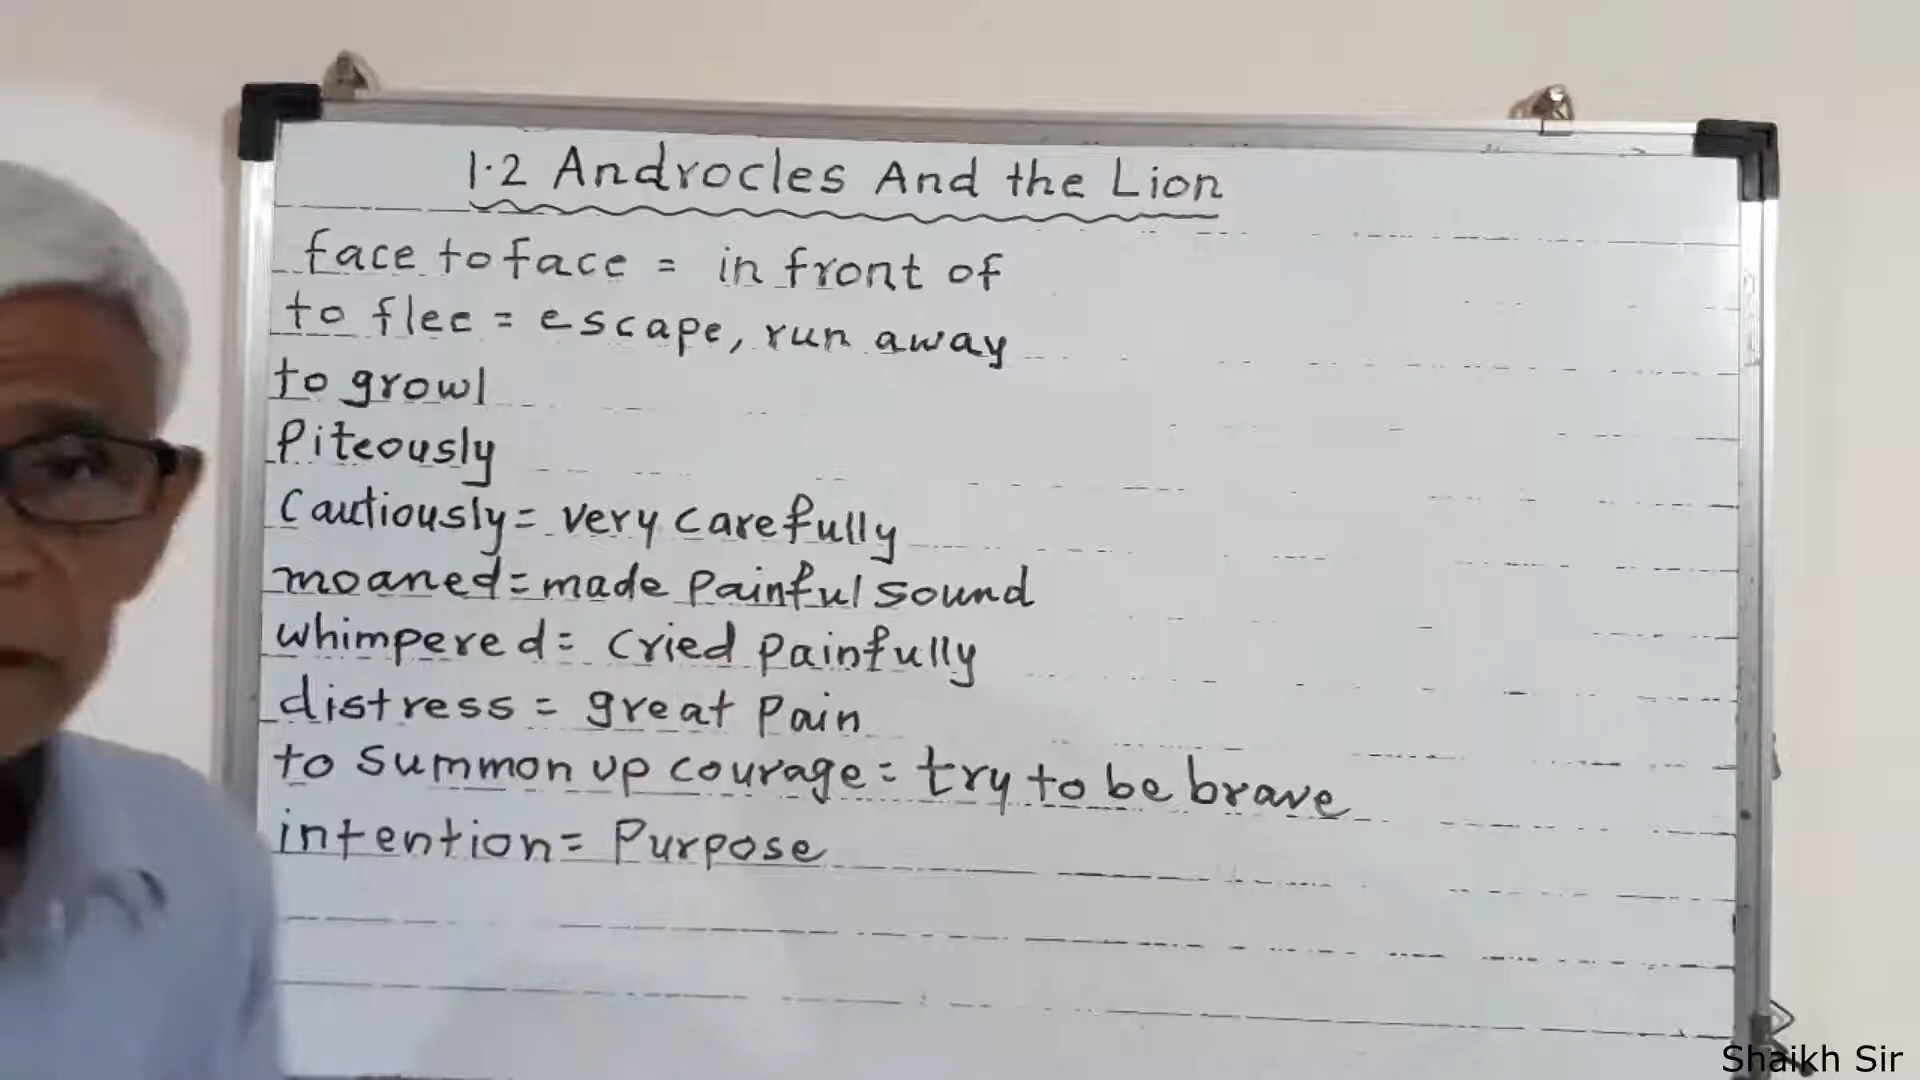 1.2 Androcles And the Lion
face to face = in front of
to flee = escape, run away
to growl
Piteously
Cautiously = very carefully
moaned = made Painful sound
whimpered = cried painfully
distress = great pain
to summon up courage = try to be brave
intention = Purpose
Shaikh Sir